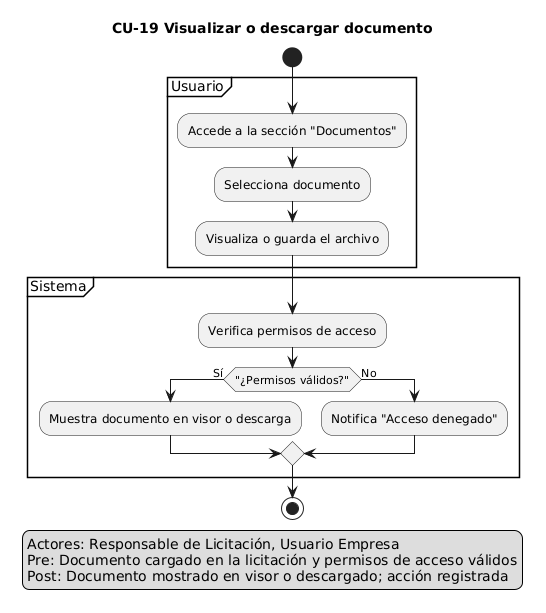 CU-19 Visualizar o descargar documento
Usuario
Accede a la sección "Documentos"
Selecciona documento
Visualiza o guarda el archivo
Sistema
Verifica permisos de acceso
Sí
"¿Permisos válidos?"
No
Muestra documento en visor o descarga
Notifica "Acceso denegado"
Actores: Responsable de Licitación, Usuario Empresa
Pre: Documento cargado en la licitación y permisos de acceso válidos
Post: Documento mostrado en visor o descargado; acción registrada